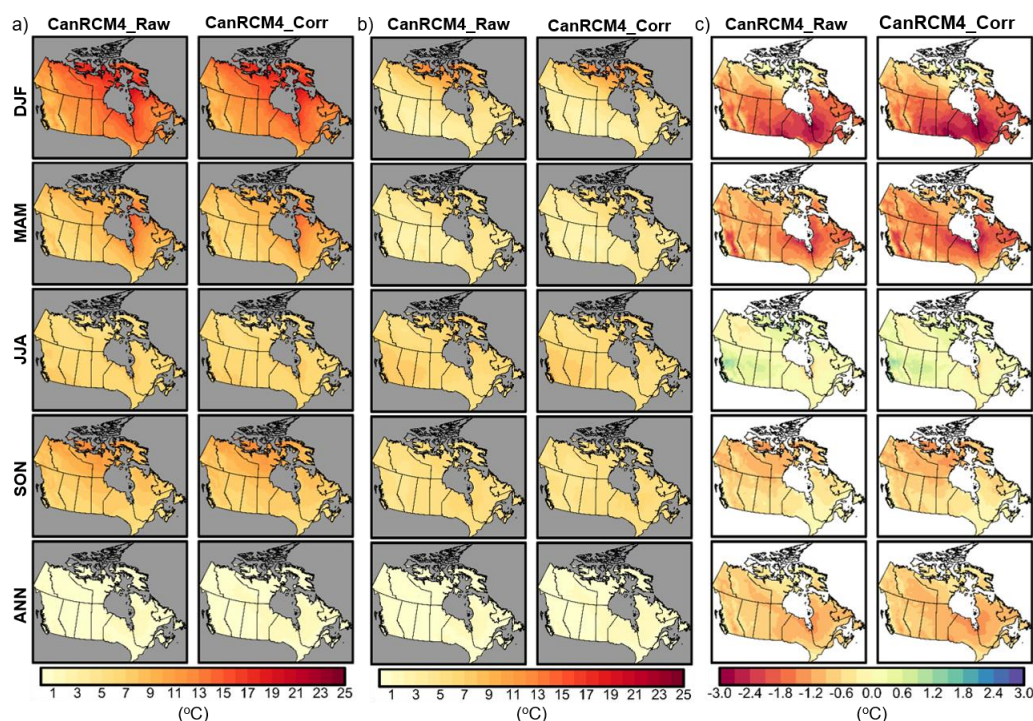 a) CanRCM4_Raw CanRCM4_Corr b) CanRCM4_Raw CanRCM4_Corr c) CanRCM4_Raw CanRCM4_Corr
DJF
MAM
JJA
SON
ANN
1 3 5 7 9 11 13 15 17 19 21 23 25
1 3 5 7 9 11 13 15 17 19 21 23 25
-3.0 -2.4 -1.8 -1.2 -0.6 0.0 0.6 1.2 1.8 2.4 3.0
(°C) (°C) (°C)